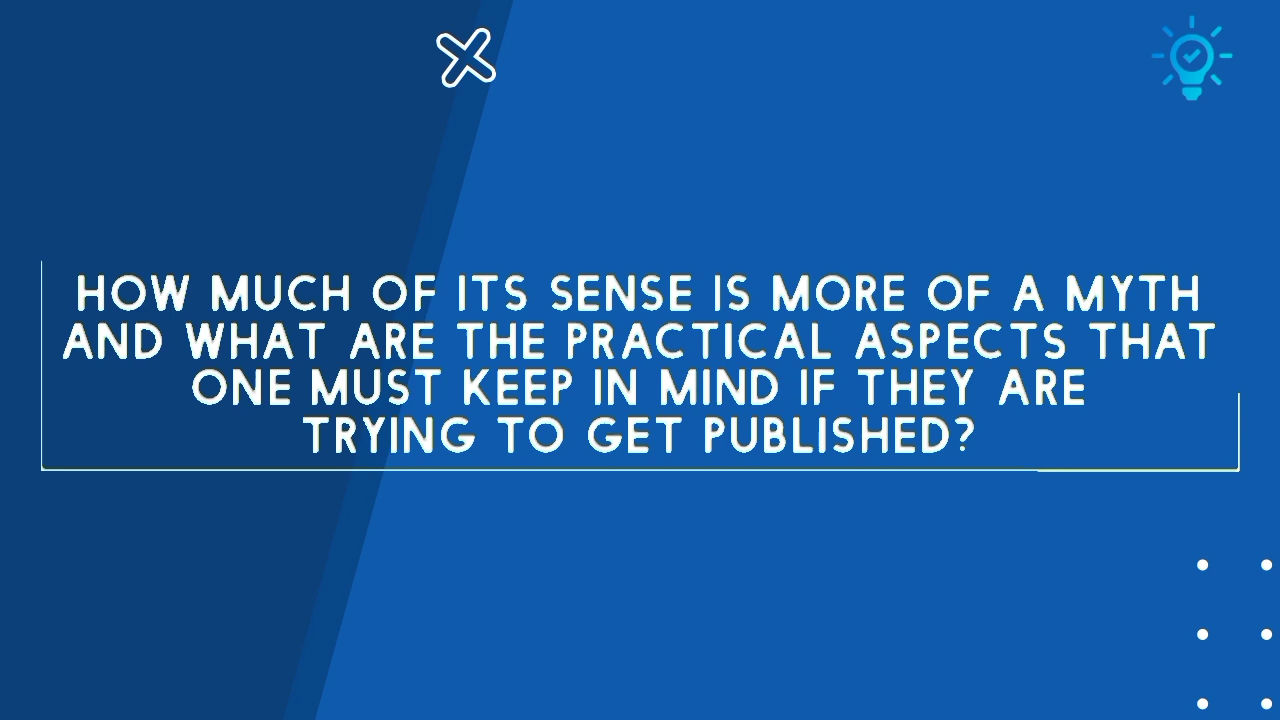 HOW MUCH OF ITS SENSE IS MORE OF A MYTH
AND WHAT ARE THE PRACTICAL ASPECTS THAT
ONE MUST KEEP IN MIND IF THEY ARE
TRYING TO GET PUBLISHED?